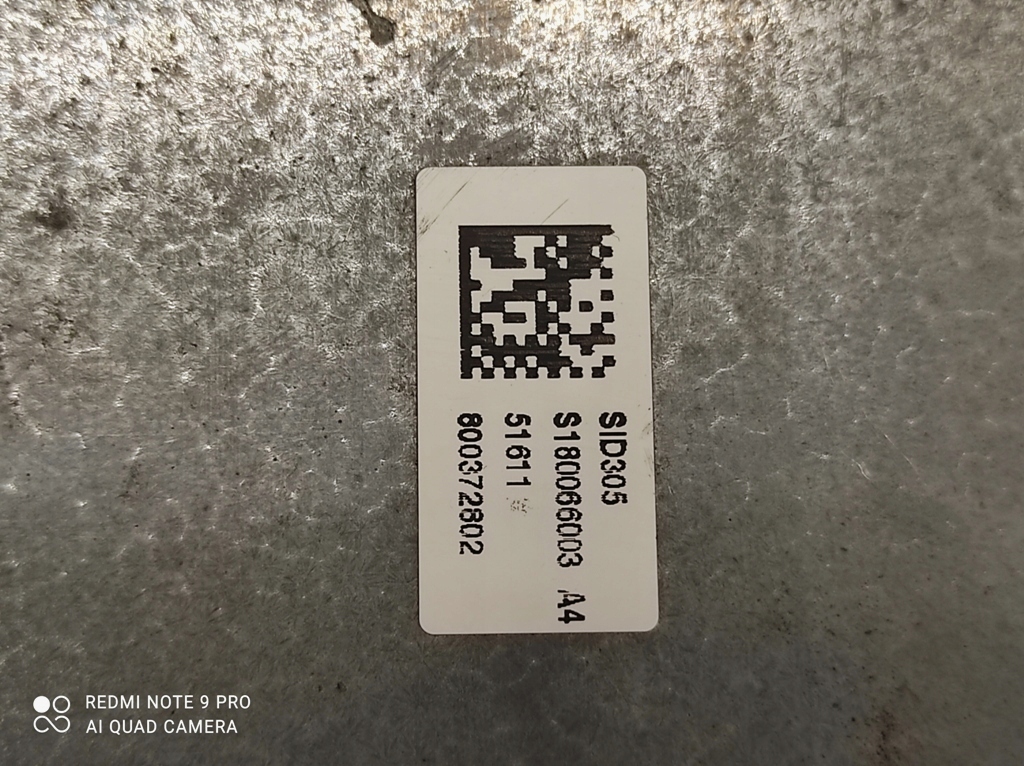 SID305
S180066003 A4
51611
800372802
REDMI NOTE 9 PRO
AI QUAD CAMERA